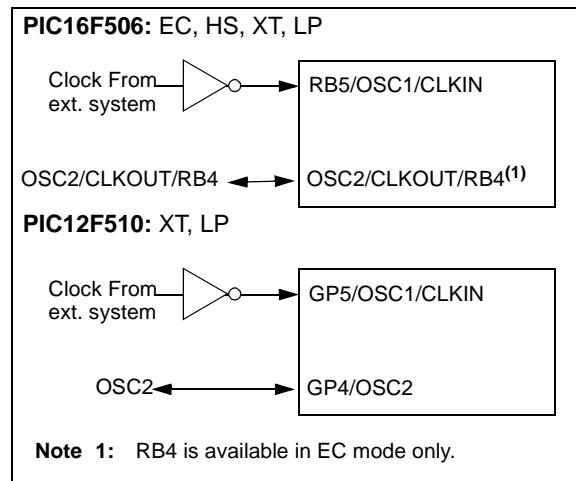 PIC16F506: EC, HS, XT, LP
Clock From
ext. system
RB5/OSC1/CLKIN
OSC2/CLKOUT/RB4
OSC2/CLKOUT/RB4(1)
PIC12F510: XT, LP
Clock From
ext. system
GP5/OSC1/CLKIN
OSC2
GP4/OSC2
Note 1: RB4 is available in EC mode only.